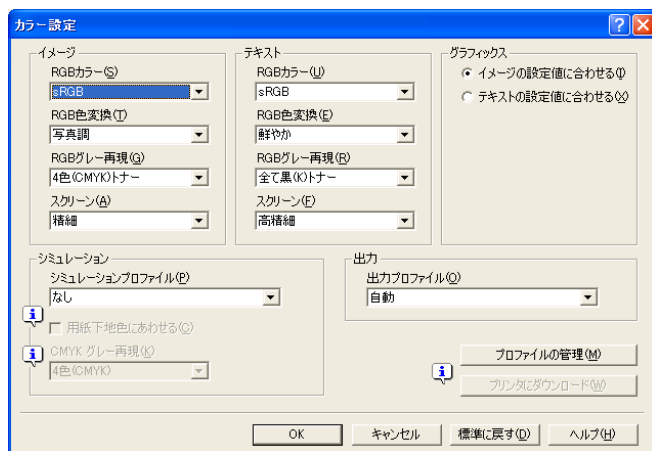 カラー設定
イメージ
RGBカラー(S)
sRGB
RGB色変換(T)
写真調
RGBグレー再現(G)
4色(CMYK)トナー
スクリーン(A)
精細
テキスト
RGBカラー(U)
sRGB
RGB色変換(E)
鮮やか
RGBグレー再現(R)
全て黒(K)トナー
スクリーン(F)
高精細
グラフィックス
イメージの設定値に合わせる(I)
テキストの設定値に合わせる(X)
シミュレーション
シミュレーションプロファイル(P)
なし
用紙下地色にあわせる(C)
CMYK グレー再現(K)
4色(CMYK)
出力
出力プロファイル(O)
自動
プロファイルの管理(M)
プリンタにダウンロード(W)
OK
キャンセル
標準に戻す(D)
ヘルプ(H)